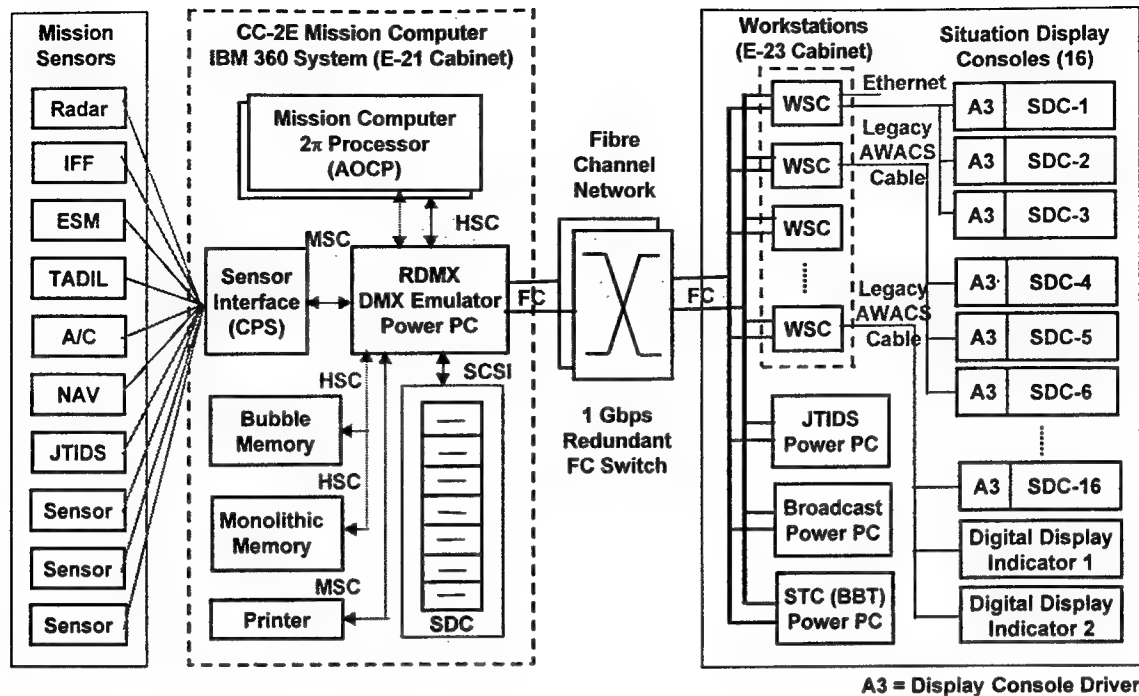 Mission
Sensors
Radar
IFF
ESM
TADIL
A/C
NAV
JTIDS
Sensor
Sensor
Sensor
CC-2E Mission Computer
IBM 360 System (E-21 Cabinet)
Mission Computer
2π Processor
(AOCP)
MSC
HSC
Sensor
Interface
(CPS)
RDMX
DMX Emulator
Power PC
FC
HSC
SCSI
Bubble
Memory
HSC
Monolithic
Memory
MSC
Printer
SDC
Fibre
Channel
Network
FC
1 Gbps
Redundant
FC Switch
Workstations
(E-23 Cabinet)
WSC
WSC
WSC
WSC
Ethernet
Legacy
AWACS
Cable
Legacy
AWACS
Cable
JTIDS
Power PC
Broadcast
Power PC
STC (BBT)
Power PC
Situation Display
Consoles (16)
A3 SDC-1
A3 SDC-2
A3 SDC-3
A3 SDC-4
A3 SDC-5
A3 SDC-6
A3 SDC-16
Digital Display
Indicator 1
Digital Display
Indicator 2
A3 = Display Console Driver